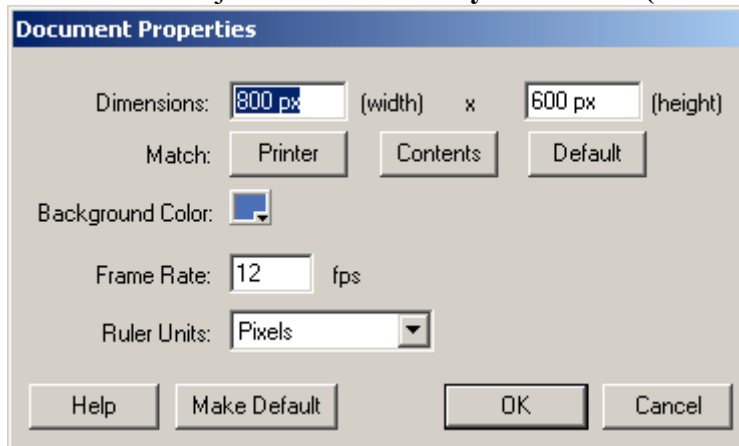 Document Properties
Dimensions: 800 px (width) x 600 px (height)
Match: Printer Contents Default
Background Color:
Frame Rate: 12 fps
Ruler Units: Pixels
Help Make Default OK Cancel